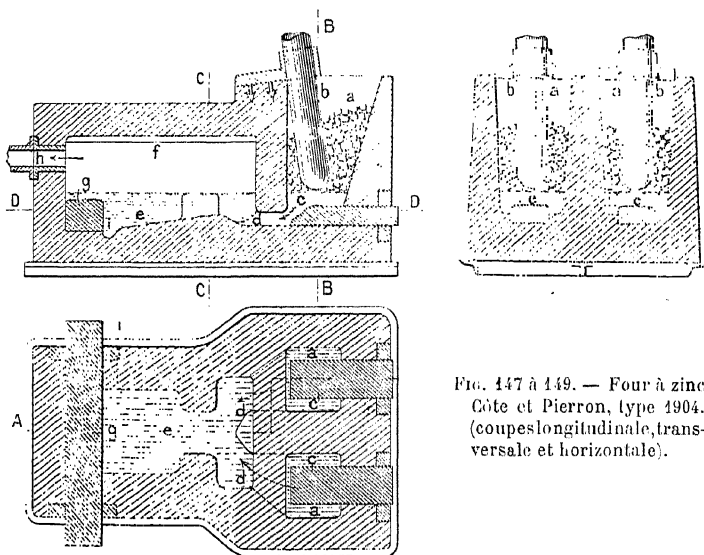 B
C
b
a
b
a
a
b
h
f
g
D
e
i
d
c
D
c
c
C
B
l
a
d
c
A
g
e
c
d
a
Fig. 147 à 149. — Four à zinc
Côte et Pierron, type 1904.
(coupes longitudinale, trans-
versale et horizontale).